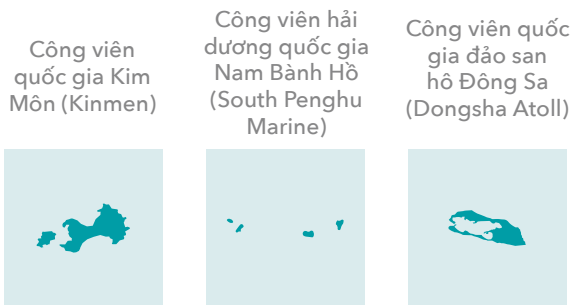 Công viên
quốc gia Kim
Môn (Kinmen)
Công viên hải
dương quốc gia
Nam Bành Hồ
(South Penghu
Marine)
Công viên quốc
gia đảo san
hô Đông Sa
(Dongsha Atoll)